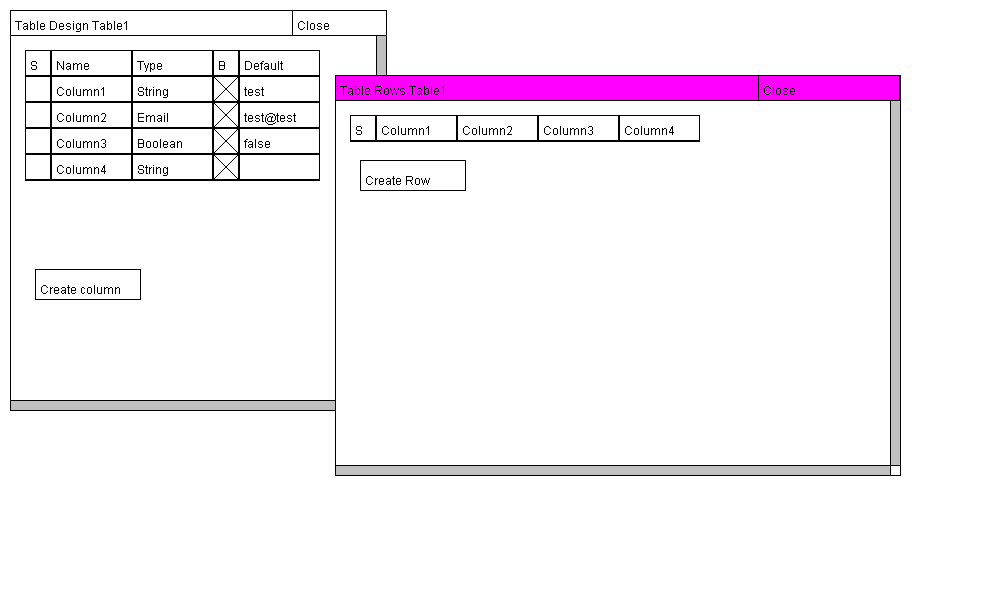 Table Design Table1 Close
S Name Type B Default
Column1 String test
Column2 Email test@test
Column3 Boolean false
Column4 String
Create column
Table Rows Table1 Close
S Column1 Column2 Column3 Column4
Create Row